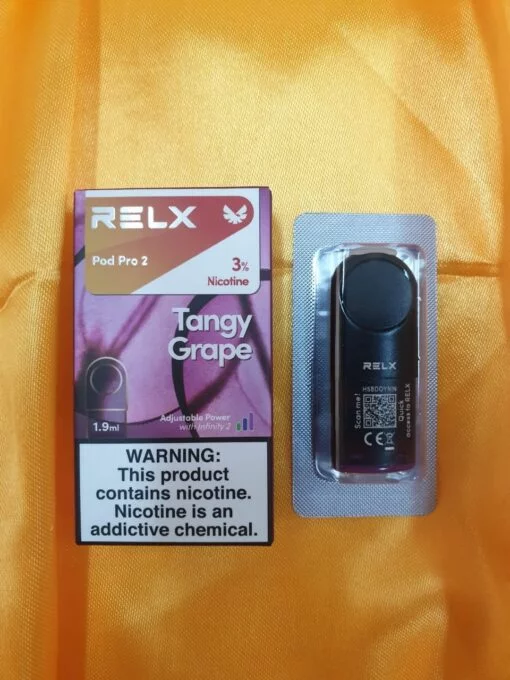 RELX
Pod Pro 2
3%
Nicotine
Tangy
Grape
1.9ml
Adjustable Power
with Infinity 2
WARNING:
This product
contains nicotine.
Nicotine is an
addictive chemical.
RELX
Scan me!
Quick
access to RELX
CE